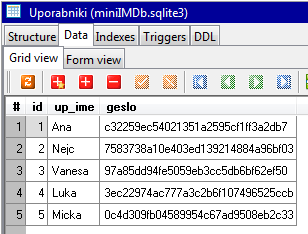 Uporabniki (miniIMDb.sqlite3)
Structure Data Indexes Triggers DDL
Grid view Form view
# id up_ime geslo
1 1 Ana c32259ec54021351a2595cf1ff3a2db7
2 2 Nejc 7583738a10e403ed139214884a96bf03
3 3 Vanesa 97a85dd94fe5059eb3cc5db6bf62ef50
4 4 Luka 3ec22974ac777a3c2b6f107496525ccb
5 5 Micka 0c4d309fb04589954c67ad9508eb2c33